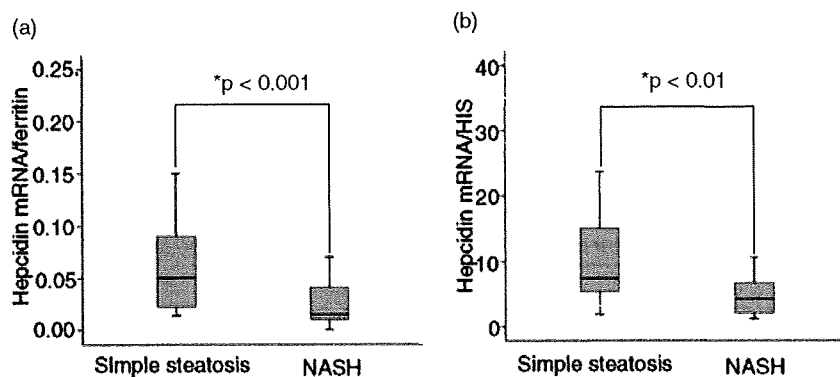 (a)
Hepcidin mRNA/ferritin
0.25
0.20
0.15
0.10
0.05
0.00
*p < 0.001
Simple steatosis
NASH
(b)
Hepcidin mRNA/HIS
40
30
20
10
0
*p < 0.01
Simple steatosis
NASH